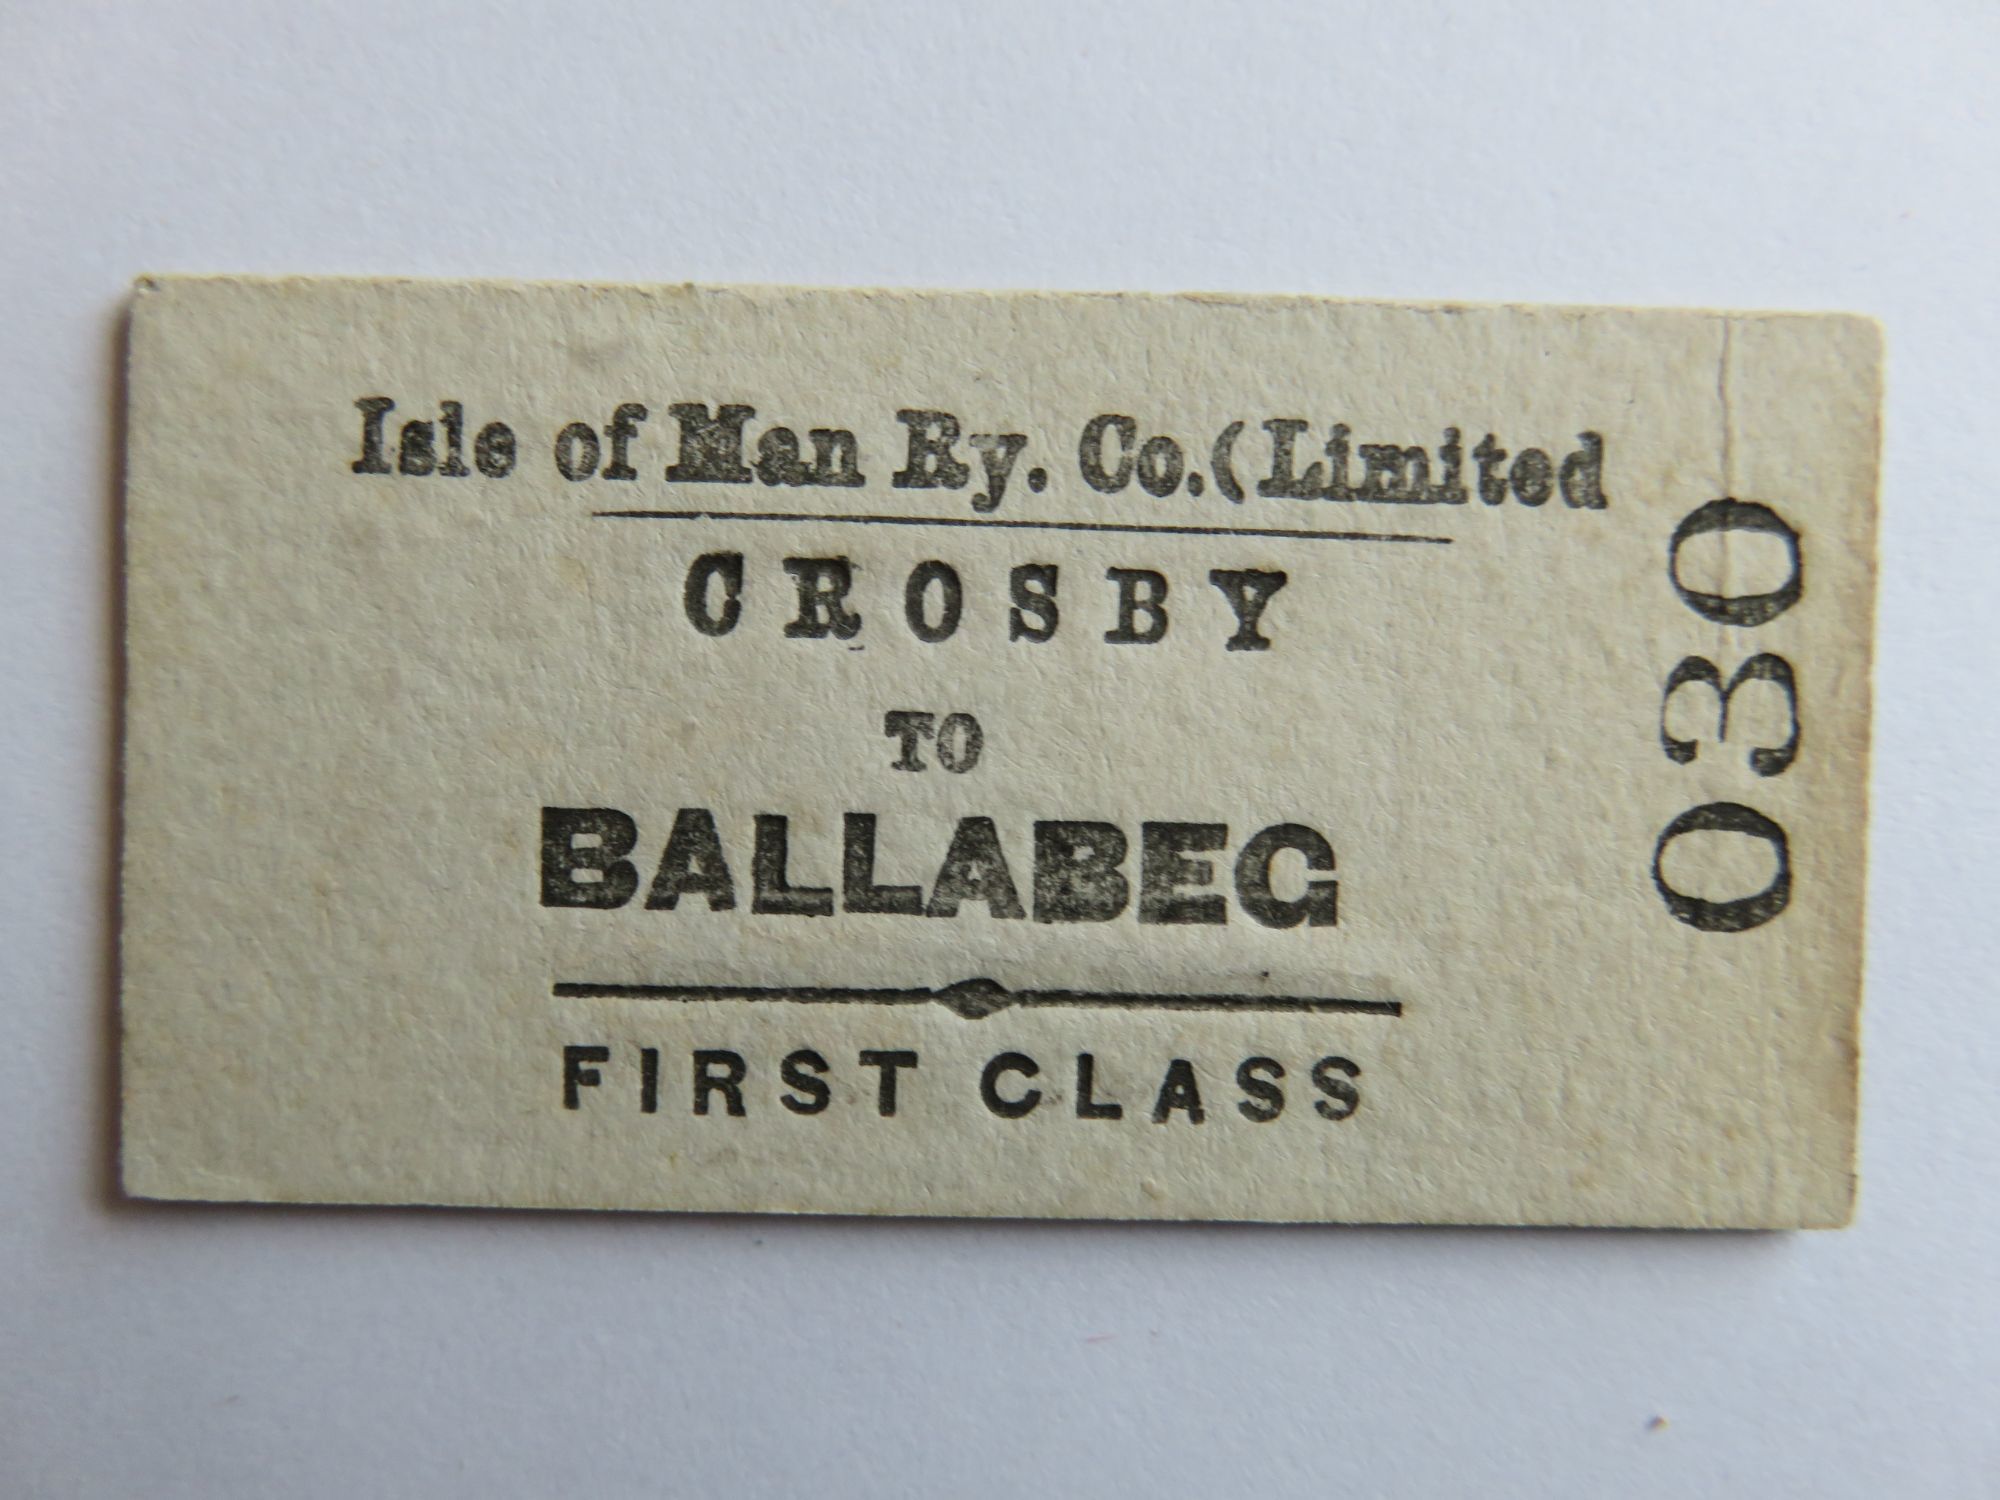 Isle of Man Ry. Co.(Limited
CROSBY
TO
BALLABEG
FIRST CLASS
030